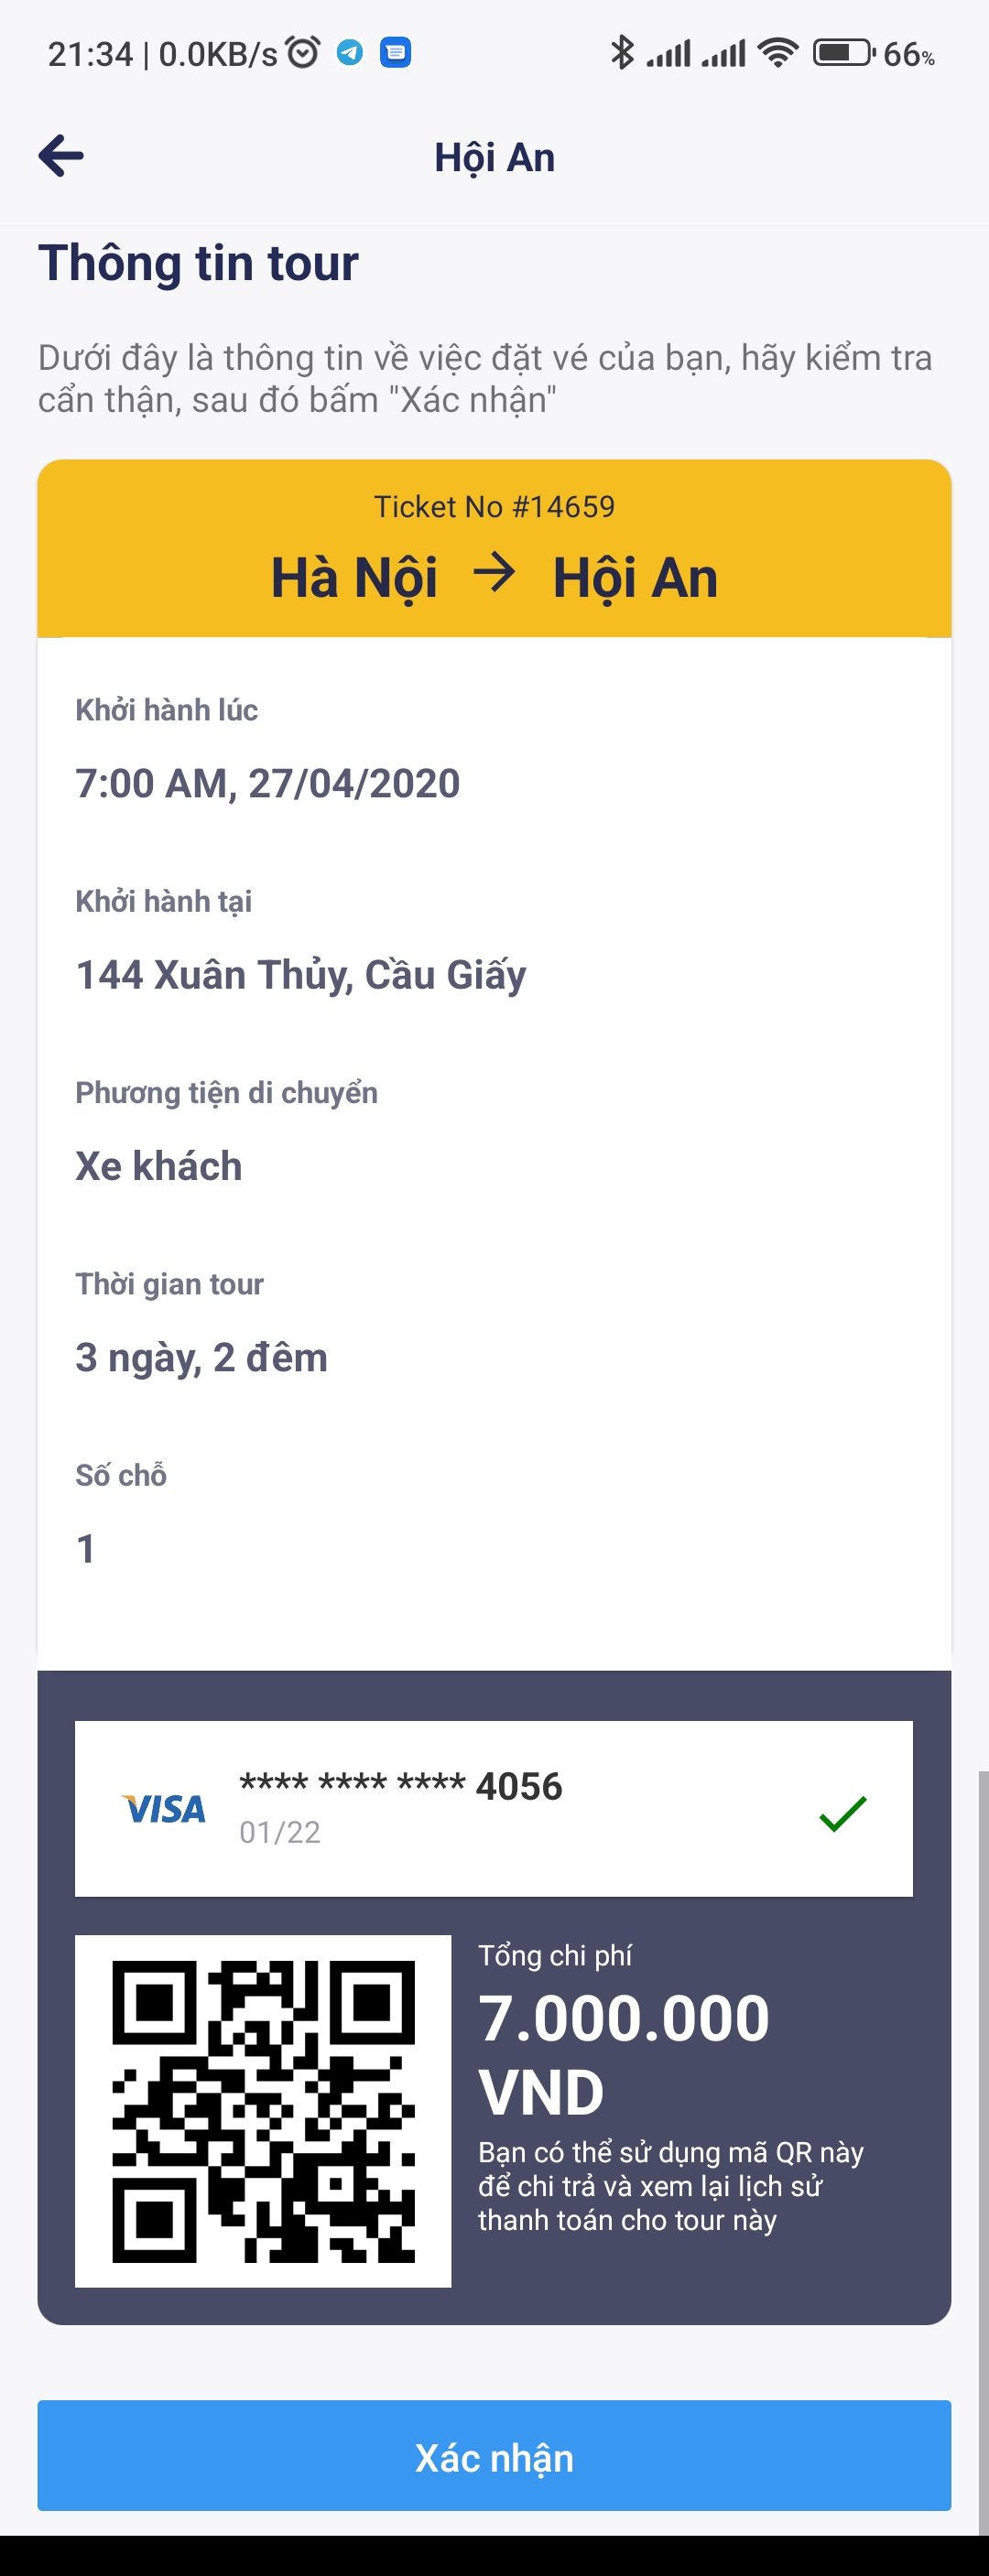 21:34 | 0.0KB/s
66%
Hội An
Thông tin tour
Dưới đây là thông tin về việc đặt vé của bạn, hãy kiểm tra
cẩn thận, sau đó bấm "Xác nhận"
Ticket No #14659
Hà Nội → Hội An
Khởi hành lúc
7:00 AM, 27/04/2020
Khởi hành tại
144 Xuân Thủy, Cầu Giấy
Phương tiện di chuyển
Xe khách
Thời gian tour
3 ngày, 2 đêm
Số chỗ
1
VISA
**** **** **** 4056
01/22
Tổng chi phí
7.000.000
VND
Bạn có thể sử dụng mã QR này
để chi trả và xem lại lịch sử
thanh toán cho tour này
Xác nhận